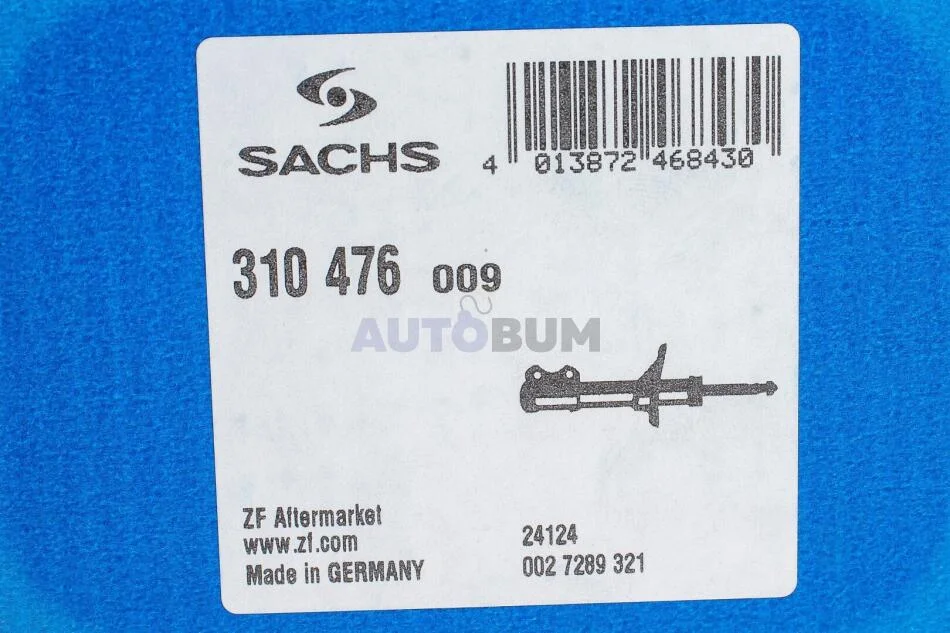 SACHS
4 013872 468430
310 476 009
AUTOBUM
ZF Aftermarket
www.zf.com
Made in GERMANY
24124
002 7289 321